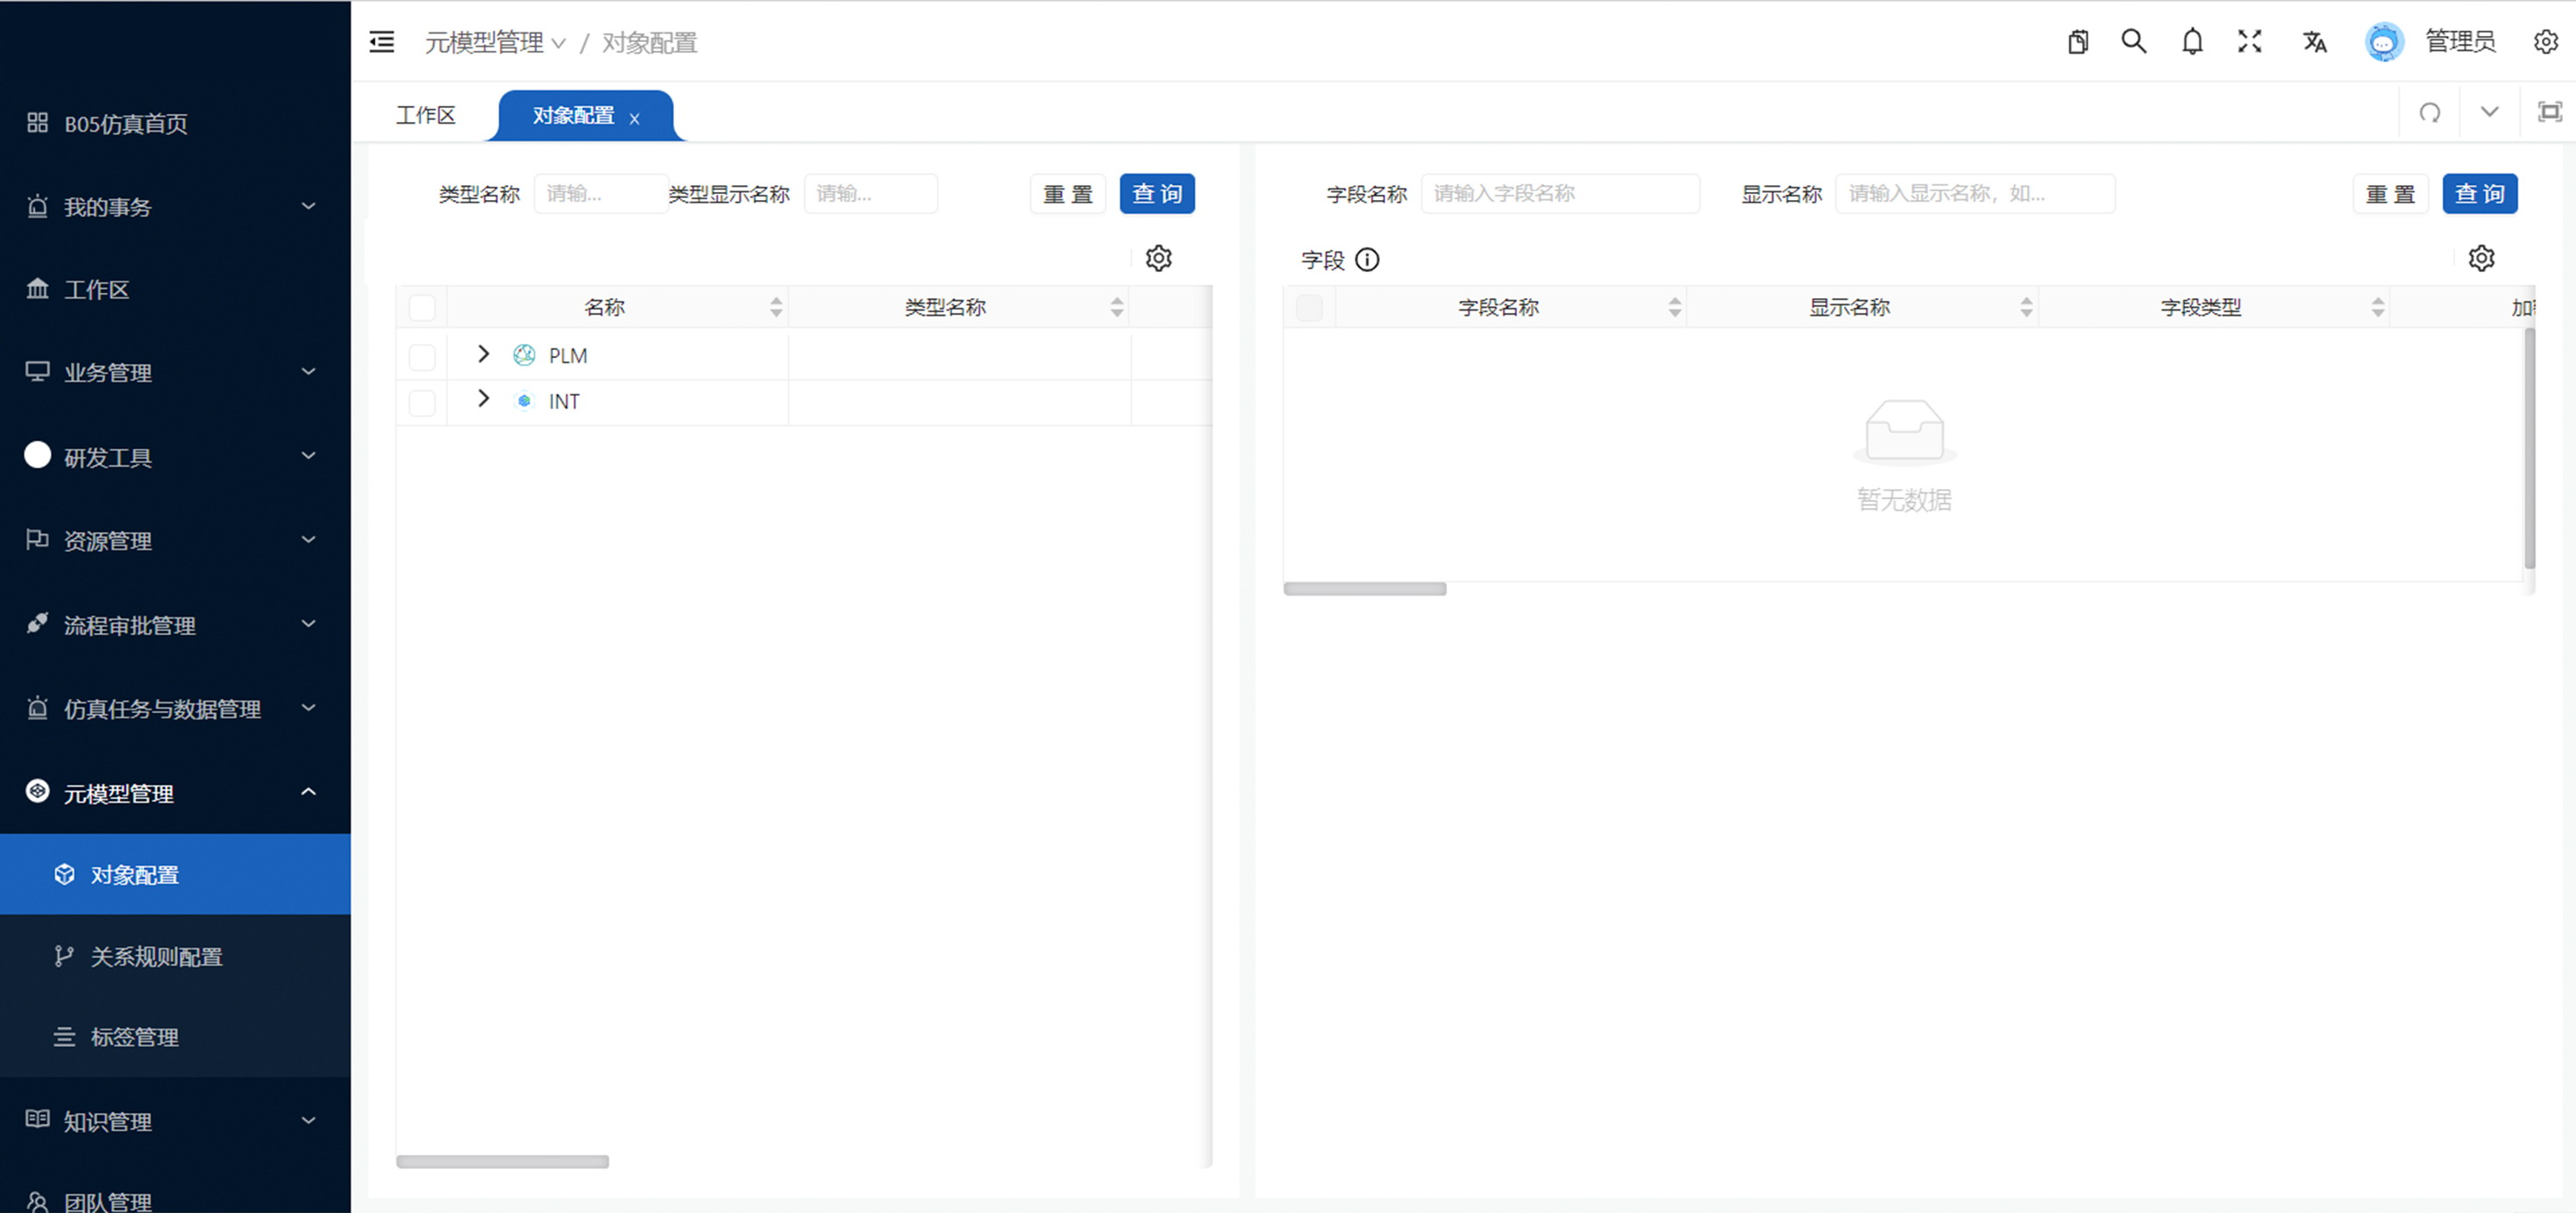 元模型管理 / 对象配置
管理员
工作区
对象配置 x
B05仿真首页
我的事务
工作区
业务管理
研发工具
资源管理
流程审批管理
仿真任务与数据管理
元模型管理
对象配置
关系规则配置
标签管理
知识管理
团队管理
类型名称 请输... 类型显示名称 请输... 重 置 查 询
名称 类型名称
PLM
INT
字段名称 请输入字段名称 显示名称 请输入显示名称，如... 重 置 查 询
字段
字段名称 显示名称 字段类型 加
暂无数据